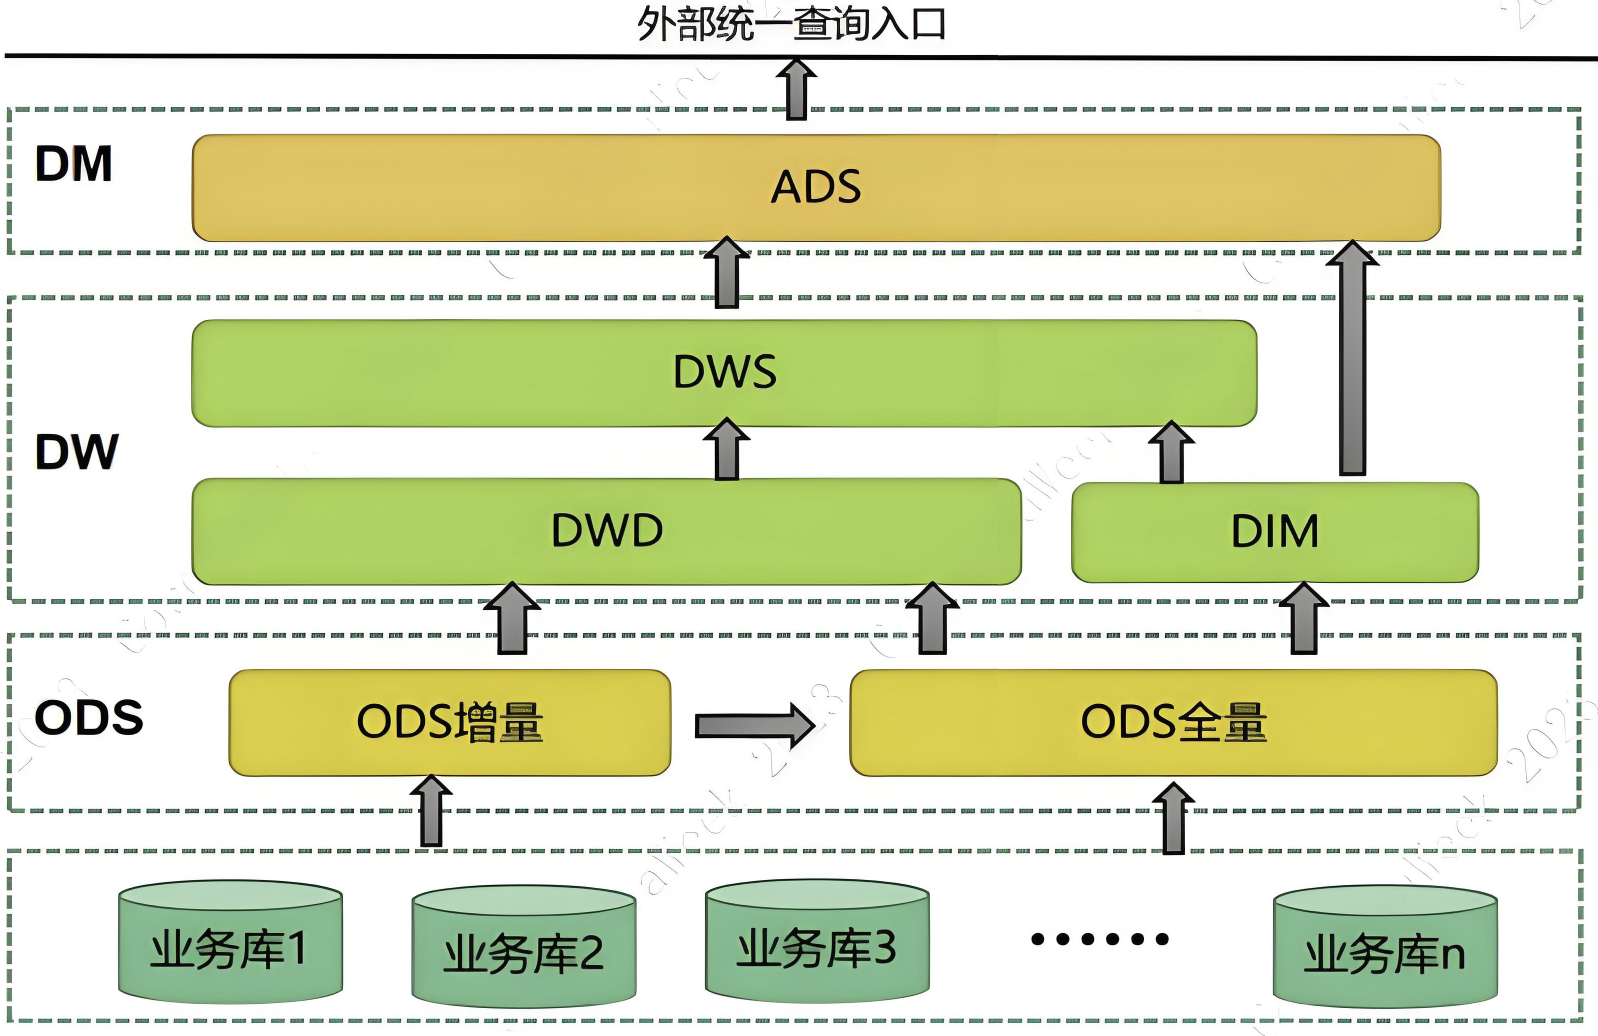 外部统一查询入口
DM
ADS
DWS
DW
DWD
DIM
ODS
ODS增量
ODS全量
业务库1
业务库2
业务库3
......
业务库n